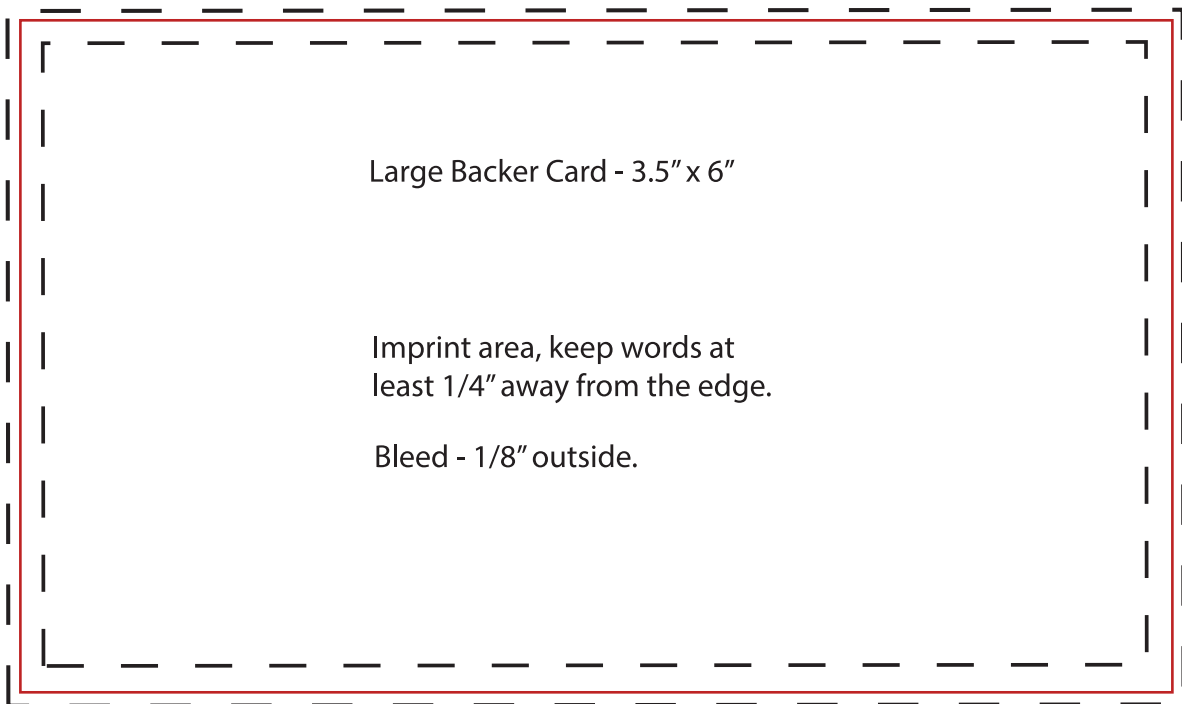 Large Backer Card - 3.5” x 6”
Imprint area, keep words at
least 1/4” away from the edge.
Bleed - 1/8” outside.